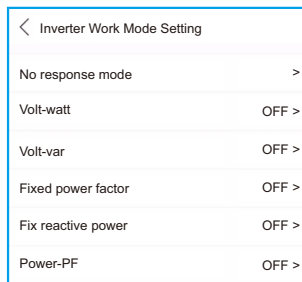 < Inverter Work Mode Setting
No response mode >
Volt-watt OFF >
Volt-var OFF >
Fixed power factor OFF >
Fix reactive power OFF >
Power-PF OFF >